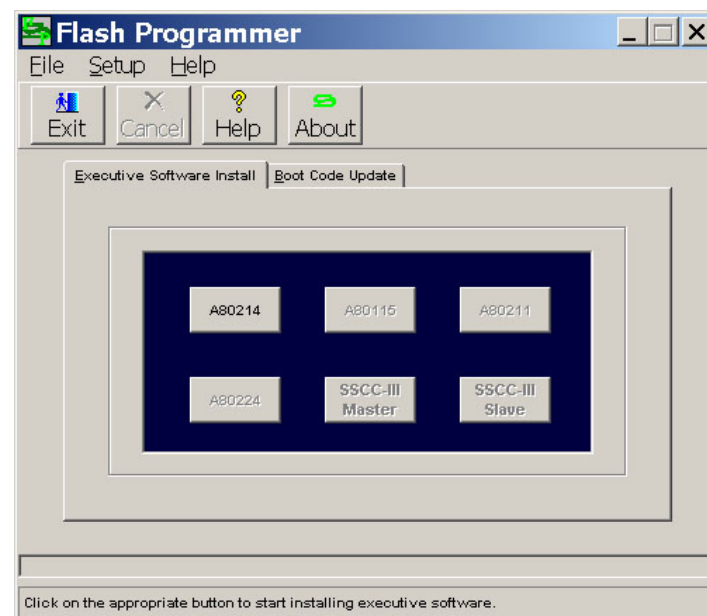 Flash Programmer
File Setup Help
Exit Cancel Help About
Executive Software Install Boot Code Update
A80214 A80115 A80211
A80224 SSCC-III Master SSCC-III Slave
Click on the appropriate button to start installing executive software.